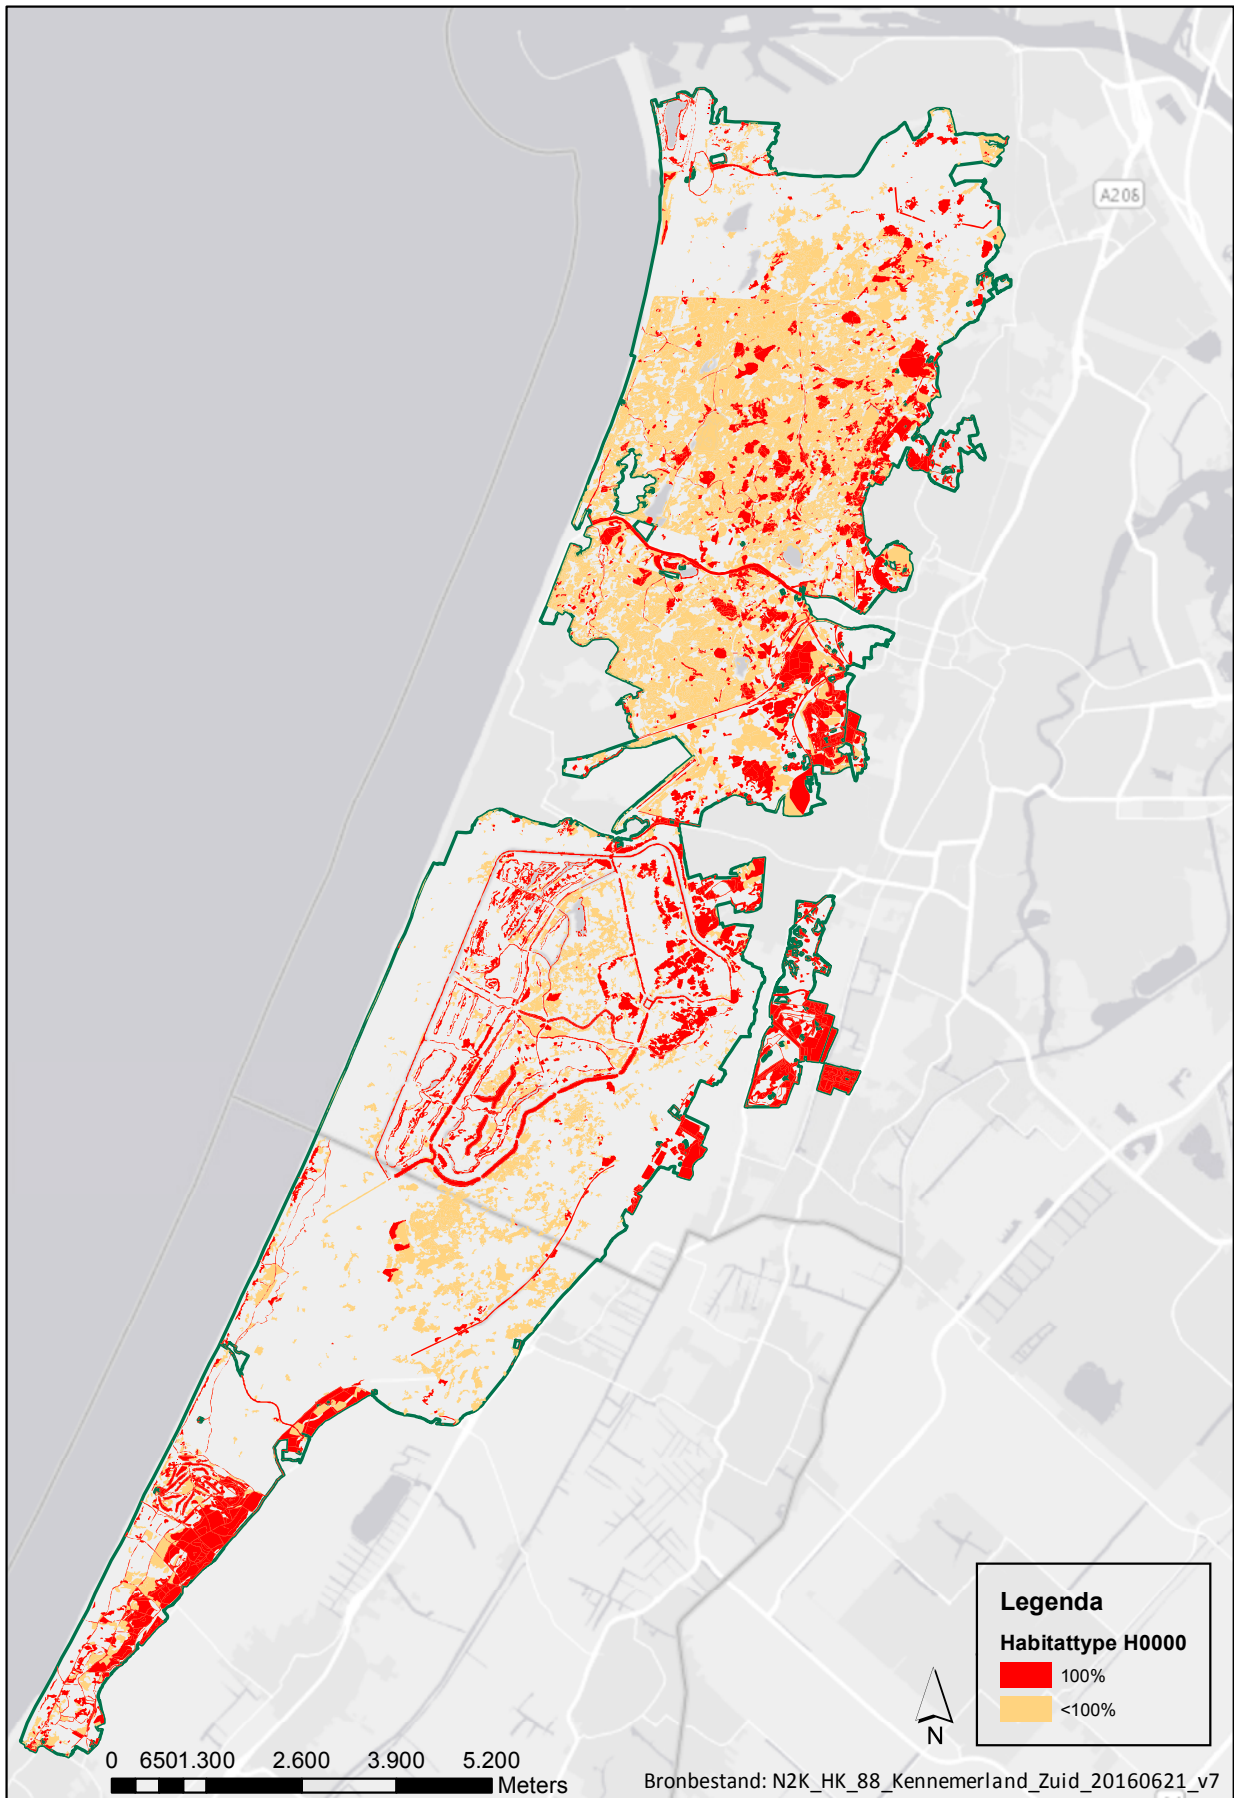 A208
Legenda
Habitattype H0000
100%
<100%
N
0 6501.300 2.600 3.900 5.200
Meters
Bronbestand: N2K_HK_88_Kennemerland_Zuid_20160621_v7